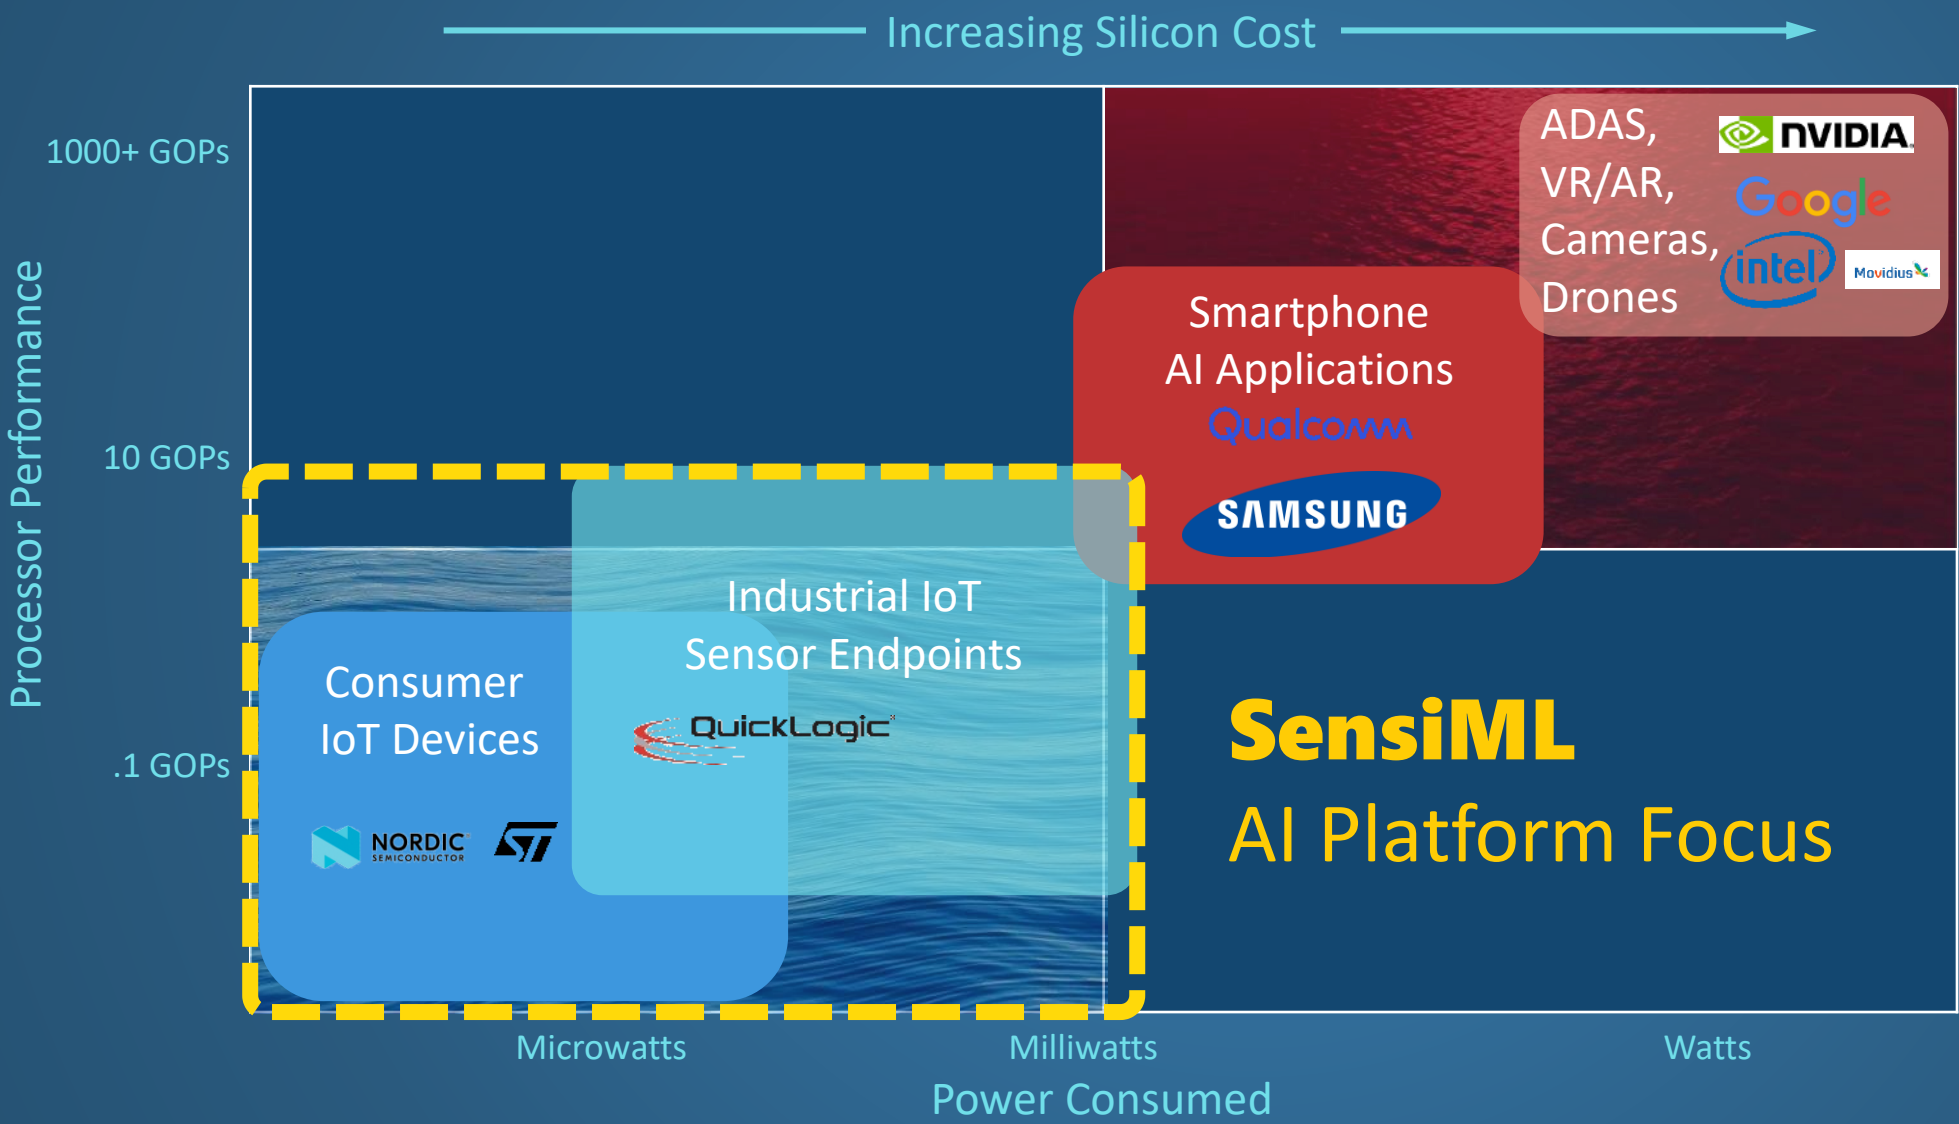 Increasing Silicon Cost
1000+ GOPs
10 GOPs
.1 GOPs
Processor Performance
ADAS,
VR/AR,
Cameras,
Drones
NVIDIA
Google
intel
Movidius
Smartphone
AI Applications
Qualcomm
SAMSUNG
Industrial IoT
Sensor Endpoints
QuickLogic
Consumer
IoT Devices
NORDIC
SEMICONDUCTOR
ST
SensiML
AI Platform Focus
Microwatts
Milliwatts
Watts
Power Consumed